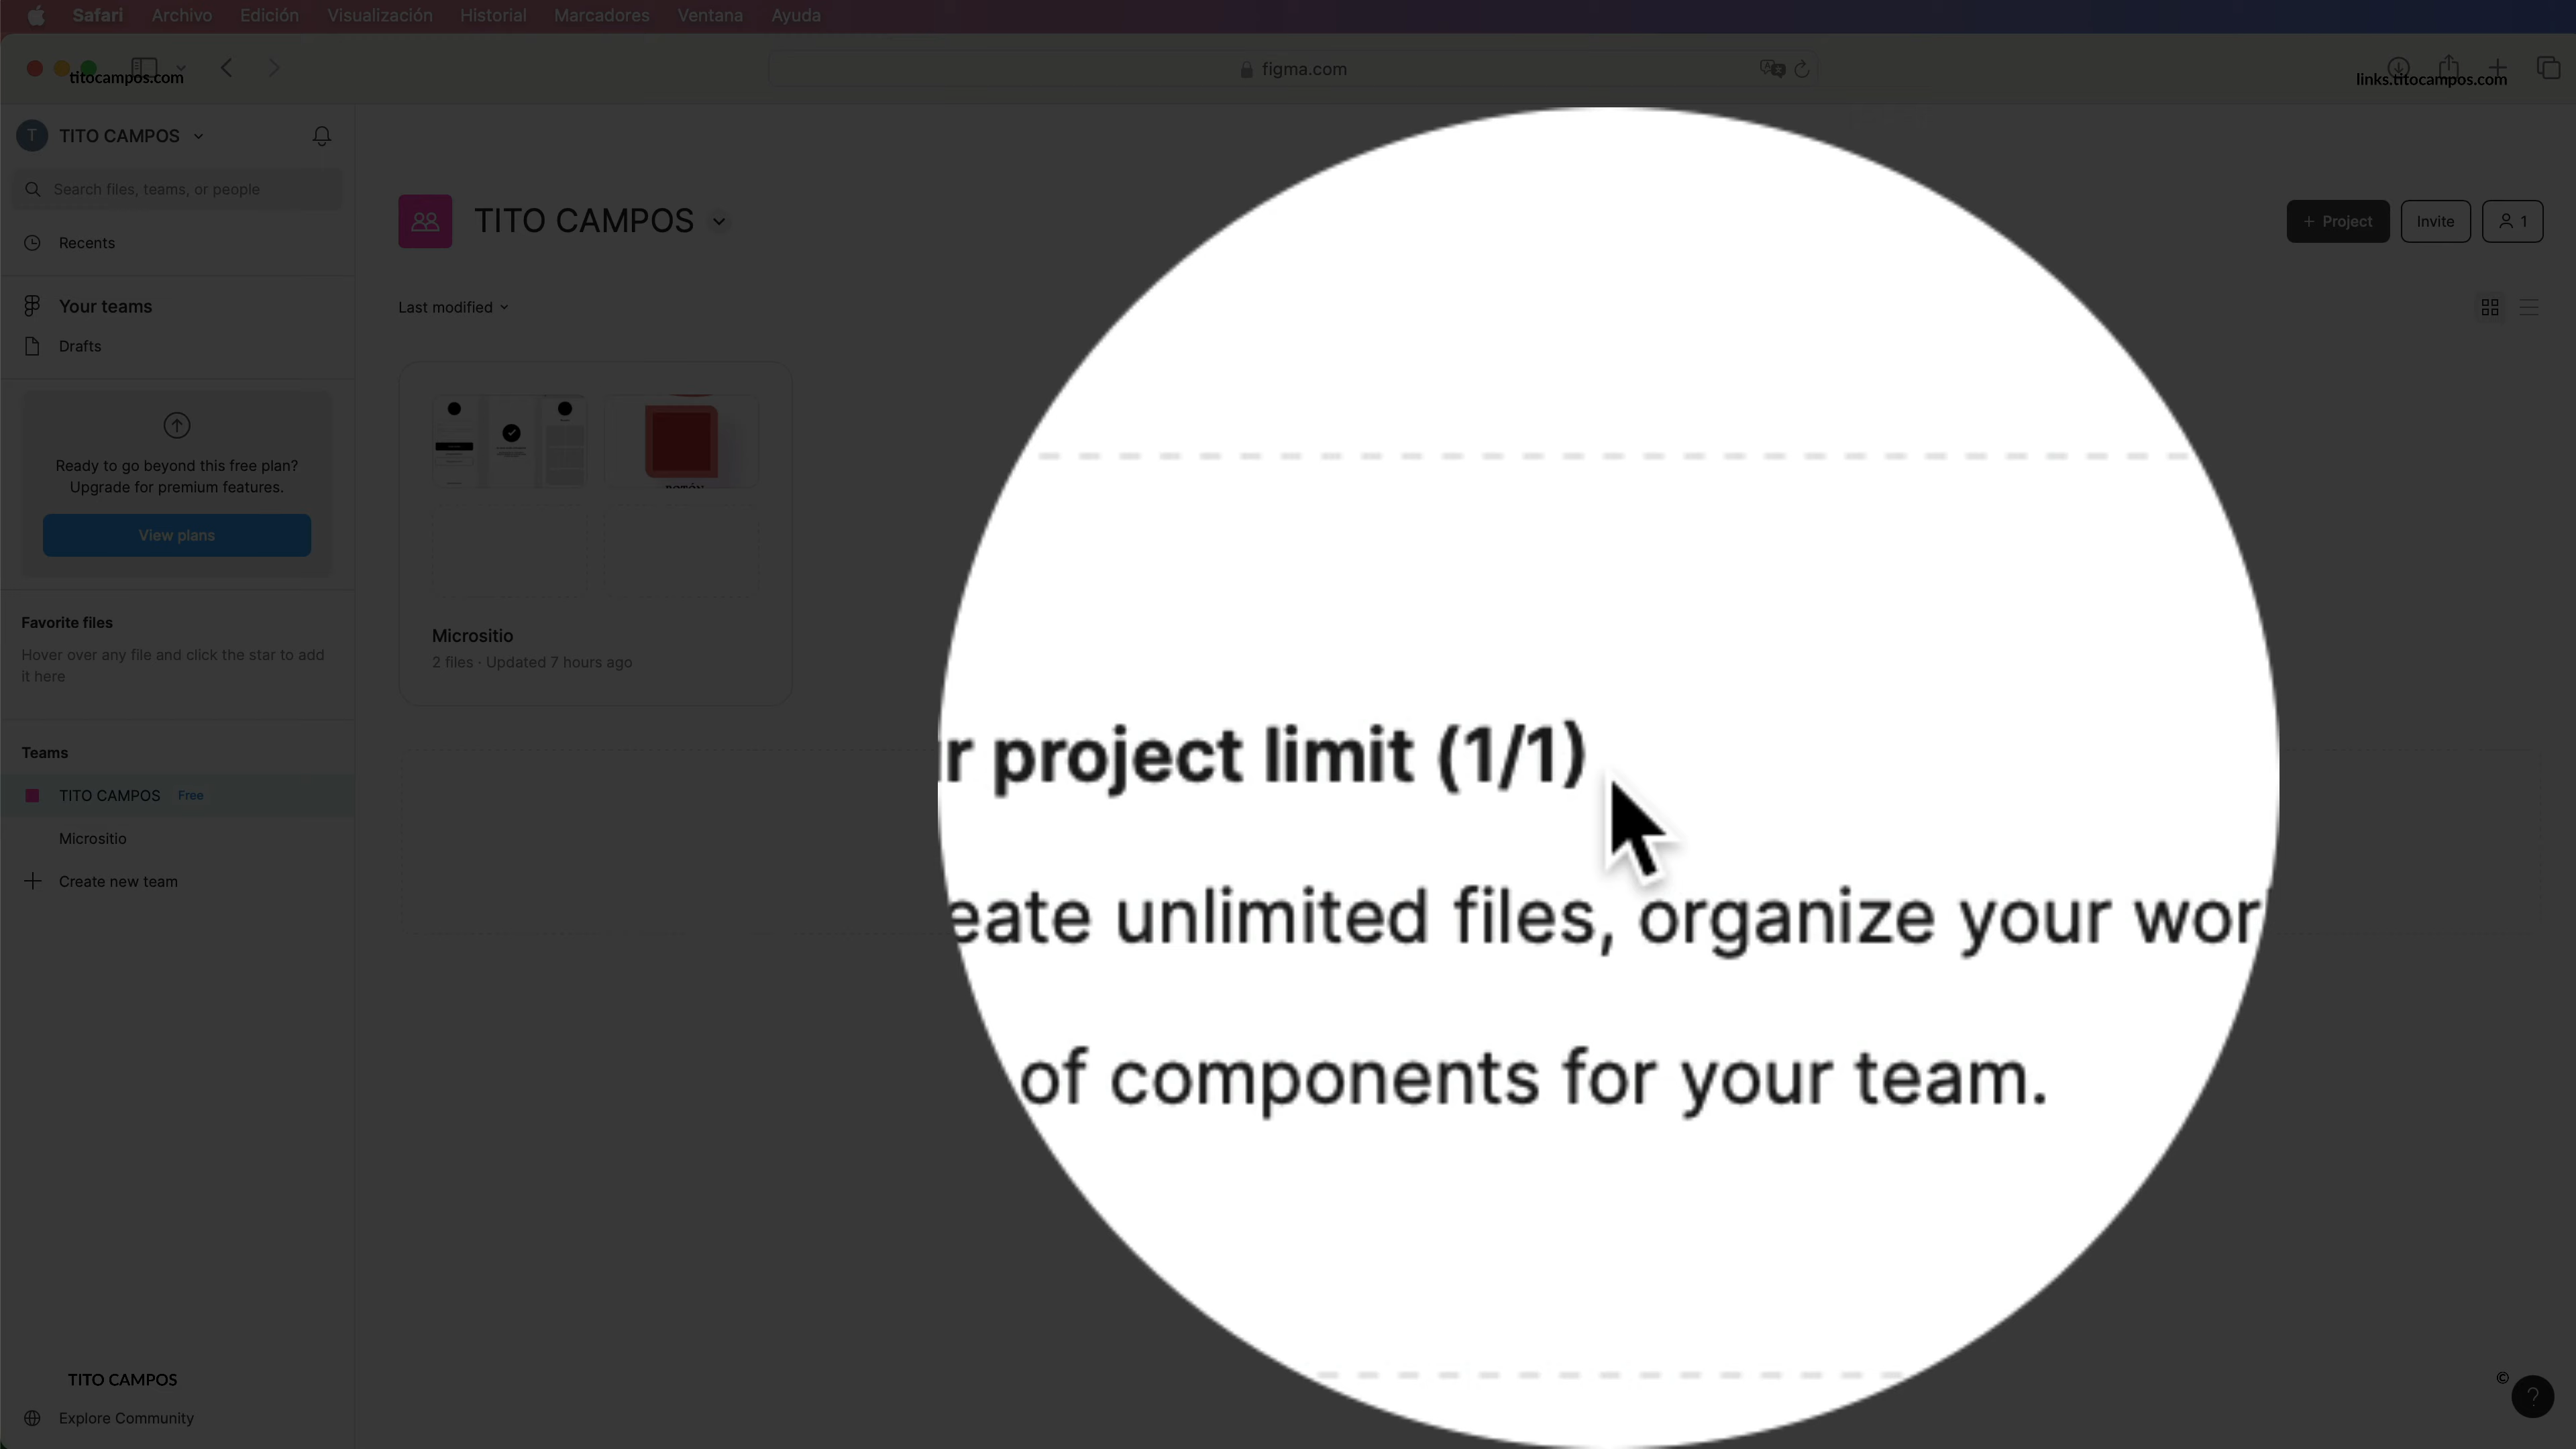 Safari Archivo Edición Visualización Historial Marcadores Ventana Ayuda
titocampos.com
figma.com
links.titocampos.com
T TITO CAMPOS
Search files, teams, or people
Recents
Your teams
Drafts
Ready to go beyond this free plan?
Upgrade for premium features.
View plans
Favorite files
Hover over any file and click the star to add
it here
Teams
TITO CAMPOS Free
Micrositio
Create new team
TITO CAMPOS
Explore Community
TITO CAMPOS
+ Project Invite 1
Last modified
Micrositio
2 files · Updated 7 hours ago
r project limit (1/1)
eate unlimited files, organize your wor
of components for your team.
©
?